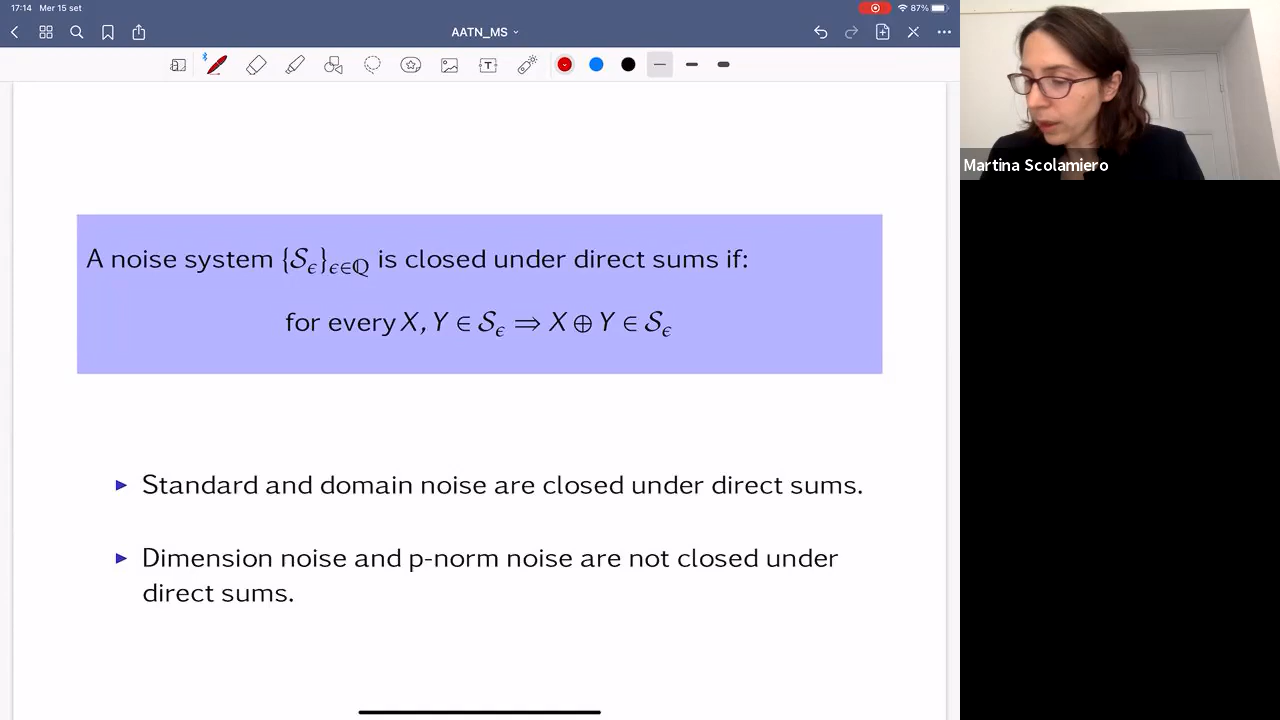 17:14 Mer 15 set
87%
AATN_MS
T
Martina Scolamiero
A noise system {𝒮_ϵ}_{ϵ∈ℚ} is closed under direct sums if:
for every X, Y ∈ 𝒮_ϵ ⇒ X ⊕ Y ∈ 𝒮_ϵ
Standard and domain noise are closed under direct sums.
Dimension noise and p-norm noise are not closed under
direct sums.